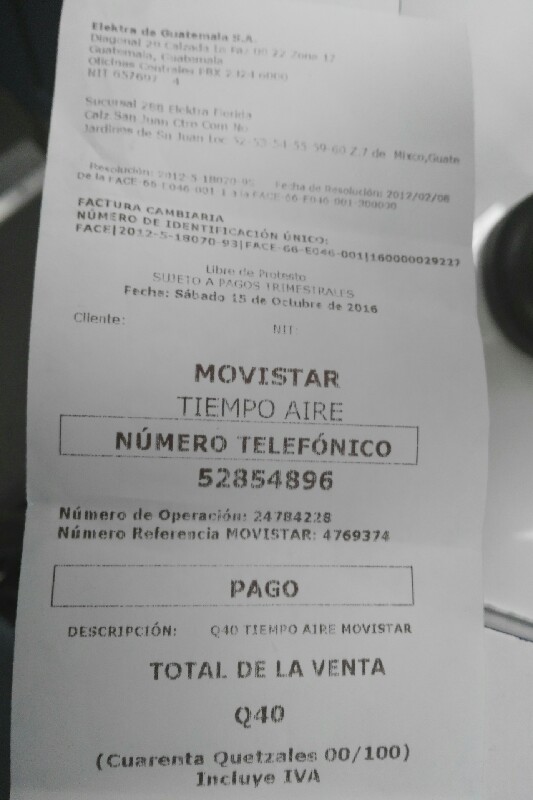 Elektra de Guatemala S.A.
Diagonal 29 Calzada La Paz 00 22 Zona 17
Guatemala, Guatemala
Oficinas Centrales PBX 2324 6000
NIT 657697 4
Sucursal 288 Elektra Florida
Calz San Juan Ctro Com No
Jardines de Sn Juan Loc 52-53-54-55-59-60 Z.7 de Mixco,Guate
Resolución: 2012-5-18070-95 Fecha de Resolución: 2012/02/08
De la FACE-66 E046-001-1 FACE-66 E046 001-300000
FACTURA CAMBIARIA
NÚMERO DE IDENTIFICACIÓN ÚNICO:
FACE|2012-5-18070-93|FACE-66-E046-001|160000029227
Libre de Protesto
SUJETO A PAGOS TRIMESTRALES
Fecha: Sábado 15 de Octubre de 2016
Cliente: NIT:
MOVISTAR
TIEMPO AIRE
NÚMERO TELEFÓNICO
52854896
Número de Operación: 24784228
Número Referencia MOVISTAR: 4769374
PAGO
DESCRIPCIÓN: Q40 TIEMPO AIRE MOVISTAR
TOTAL DE LA VENTA
Q40
(Cuarenta Quetzales 00/100)
Incluye IVA